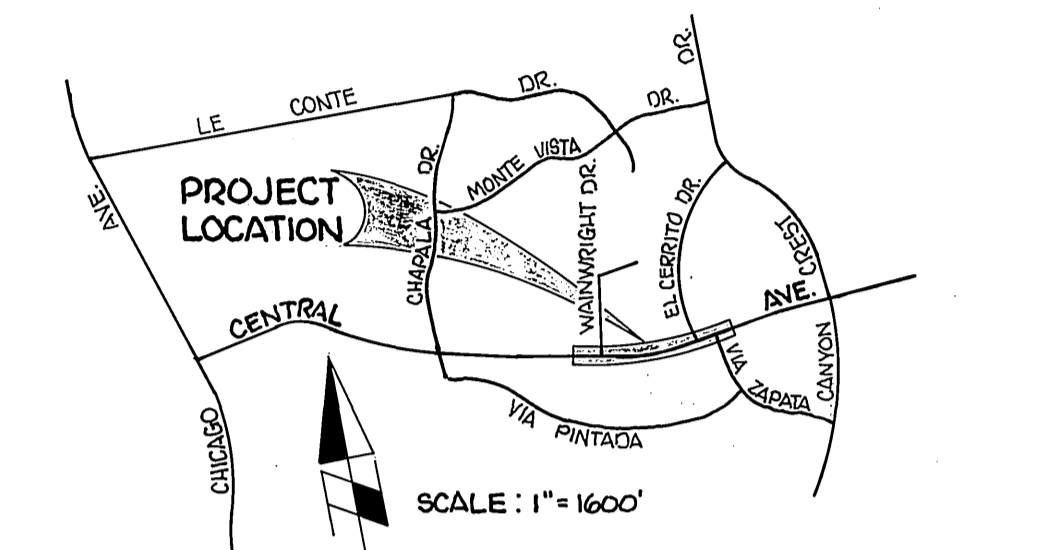 DR.
LE CONTE DR.
DR.
MONTE VISTA
DR.
AVE.
PROJECT
LOCATION
CHAPALA
WAINWRIGHT DR.
EL CERRITO DR.
CREST
CENTRAL
AVE.
VIA ZAPATA
CANYON
CHICAGO
VIA PINTADA
SCALE: 1"=1600'